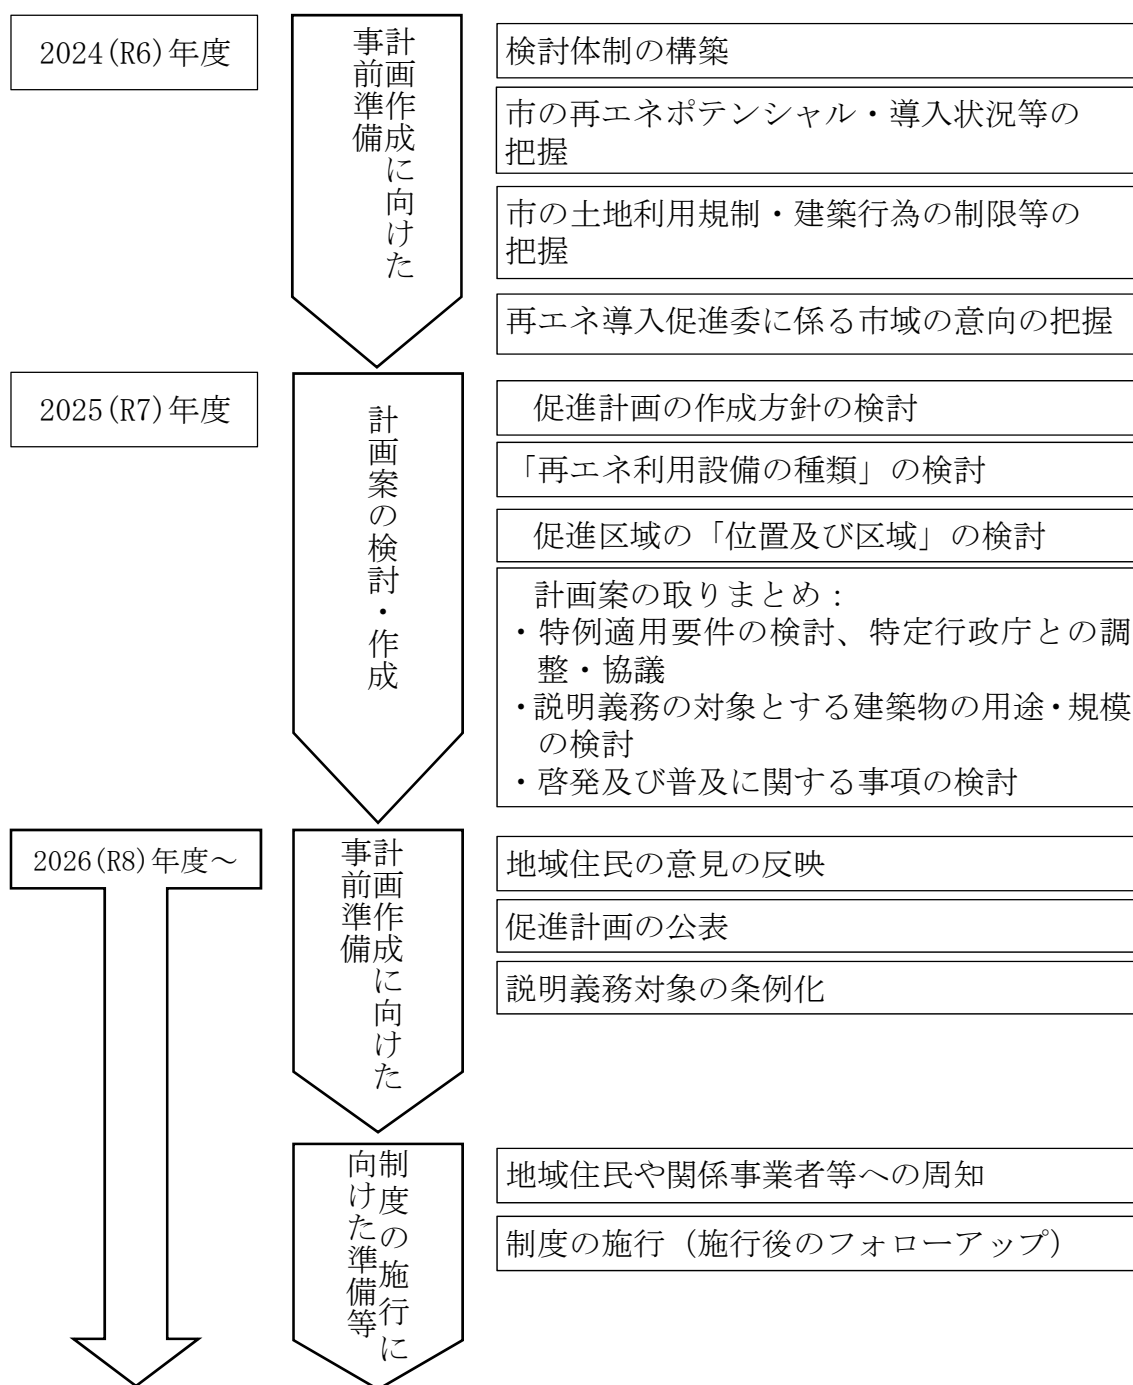 2024(R6)年度
計画作成に向けた
事前準備
検討体制の構築
市の再エネポテンシャル・導入状況等の
把握
市の土地利用規制・建築行為の制限等の
把握
再エネ導入促進委に係る市域の意向の把握
2025(R7)年度
計画案の検討・作成
促進計画の作成方針の検討
「再エネ利用設備の種類」の検討
促進区域の「位置及び区域」の検討
計画案の取りまとめ：
・特例適用要件の検討、特定行政庁との調
整・協議
・説明義務の対象とする建築物の用途・規模
の検討
・啓発及び普及に関する事項の検討
2026(R8)年度～
計画作成に向けた
事前準備
地域住民の意見の反映
促進計画の公表
説明義務対象の条例化
制度の施行に
向けた準備等
地域住民や関係事業者等への周知
制度の施行（施行後のフォローアップ）